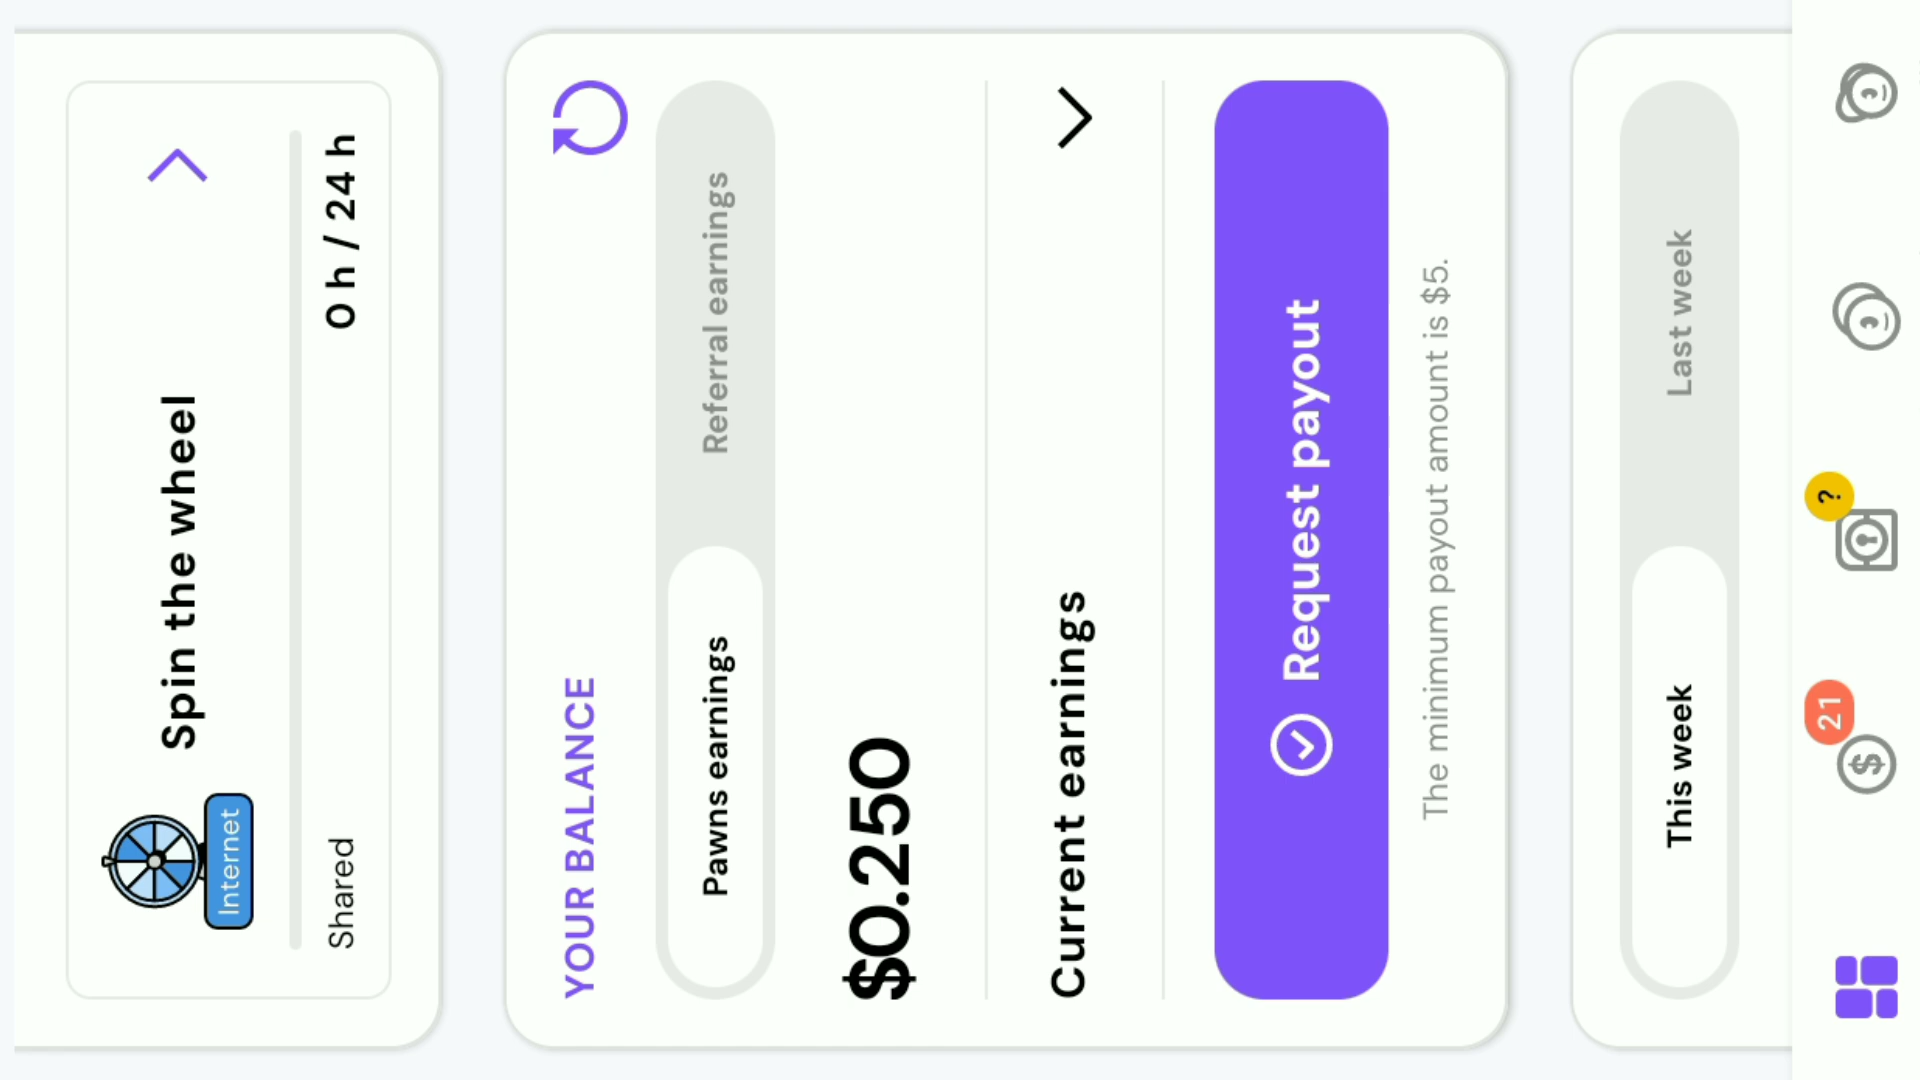 Spin the wheel
Internet
Shared
0 h / 24 h
YOUR BALANCE
Pawns earnings
Referral earnings
$0.250
Current earnings
Request payout
The minimum payout amount is $5.
This week
Last week
21
?